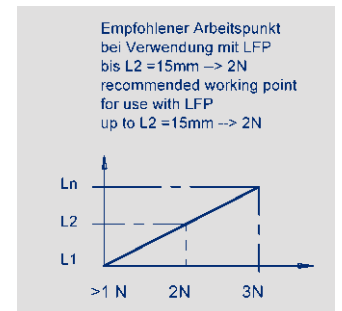 Empfohlener Arbeitspunkt
bei Verwendung mit LFP
bis L2 =15mm –> 2N
recommended working point
for use with LFP
up to L2 =15mm --> 2N
Ln
L2
L1
>1 N 2N 3N